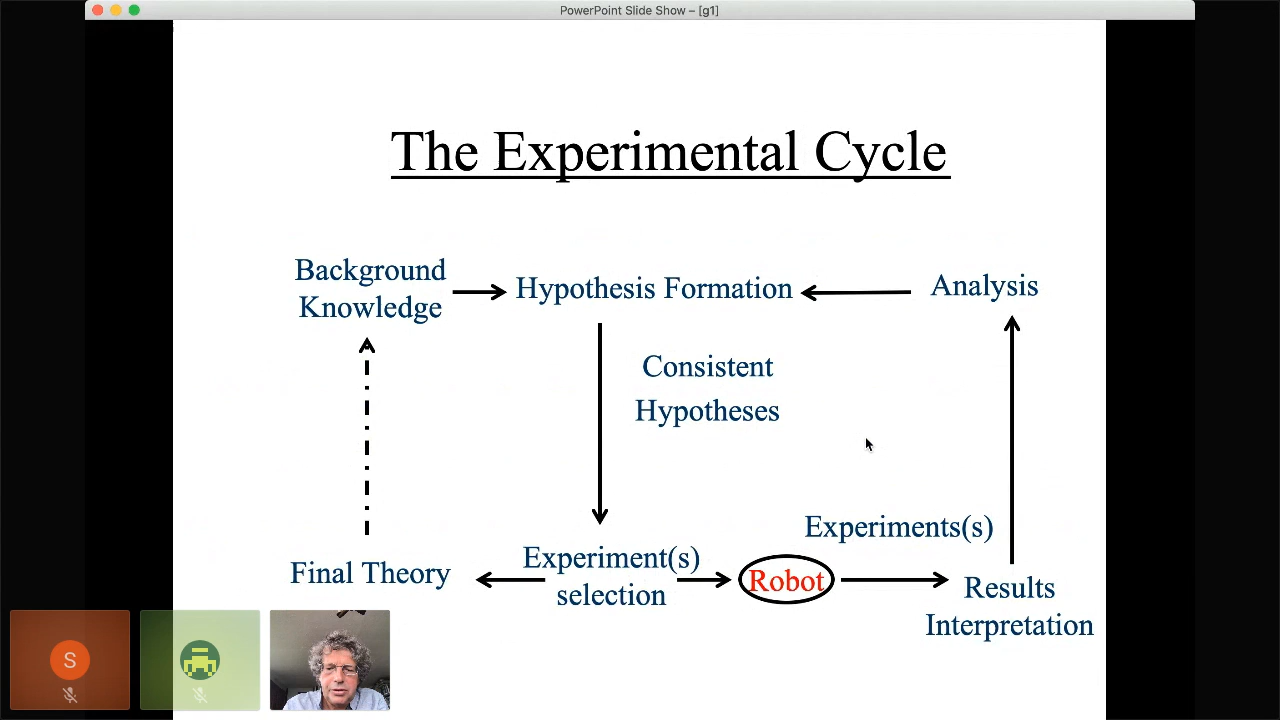 PowerPoint Slide Show – [g1]
The Experimental Cycle
Background
Knowledge
Hypothesis Formation
Analysis
Consistent
Hypotheses
Experiments(s)
Final Theory
Experiment(s)
selection
Robot
Results
Interpretation
S